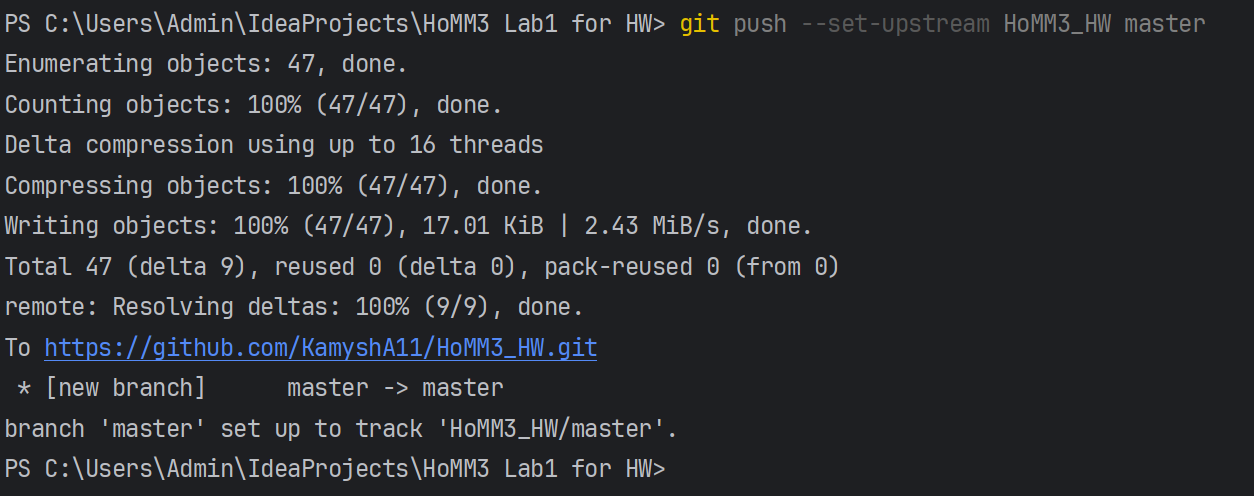 PS C:\Users\Admin\IdeaProjects\HoMM3 Lab1 for HW> git push --set-upstream HoMM3_HW master
Enumerating objects: 47, done.
Counting objects: 100% (47/47), done.
Delta compression using up to 16 threads
Compressing objects: 100% (47/47), done.
Writing objects: 100% (47/47), 17.01 KiB | 2.43 MiB/s, done.
Total 47 (delta 9), reused 0 (delta 0), pack-reused 0 (from 0)
remote: Resolving deltas: 100% (9/9), done.
To https://github.com/KamyshA11/HoMM3_HW.git
 * [new branch]      master -> master
branch 'master' set up to track 'HoMM3_HW/master'.
PS C:\Users\Admin\IdeaProjects\HoMM3 Lab1 for HW>